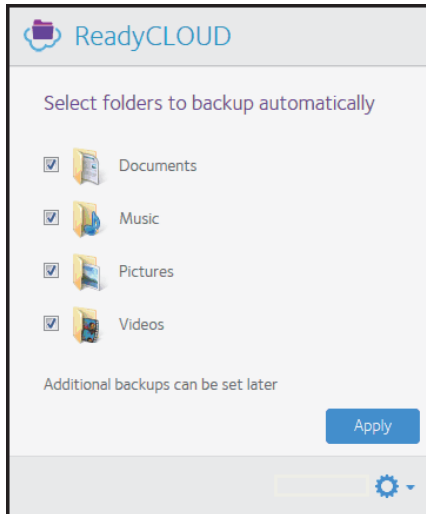 ReadyCLOUD
Select folders to backup automatically
Documents
Music
Pictures
Videos
Additional backups can be set later
Apply